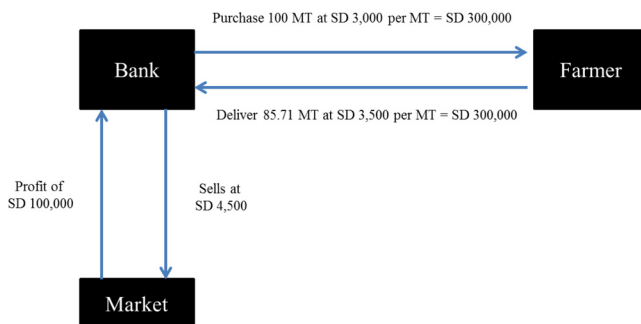 Purchase 100 MT at SD 3,000 per MT = SD 300,000
Bank
Farmer
Deliver 85.71 MT at SD 3,500 per MT = SD 300,000
Profit of
SD 100,000
Sells at
SD 4,500
Market